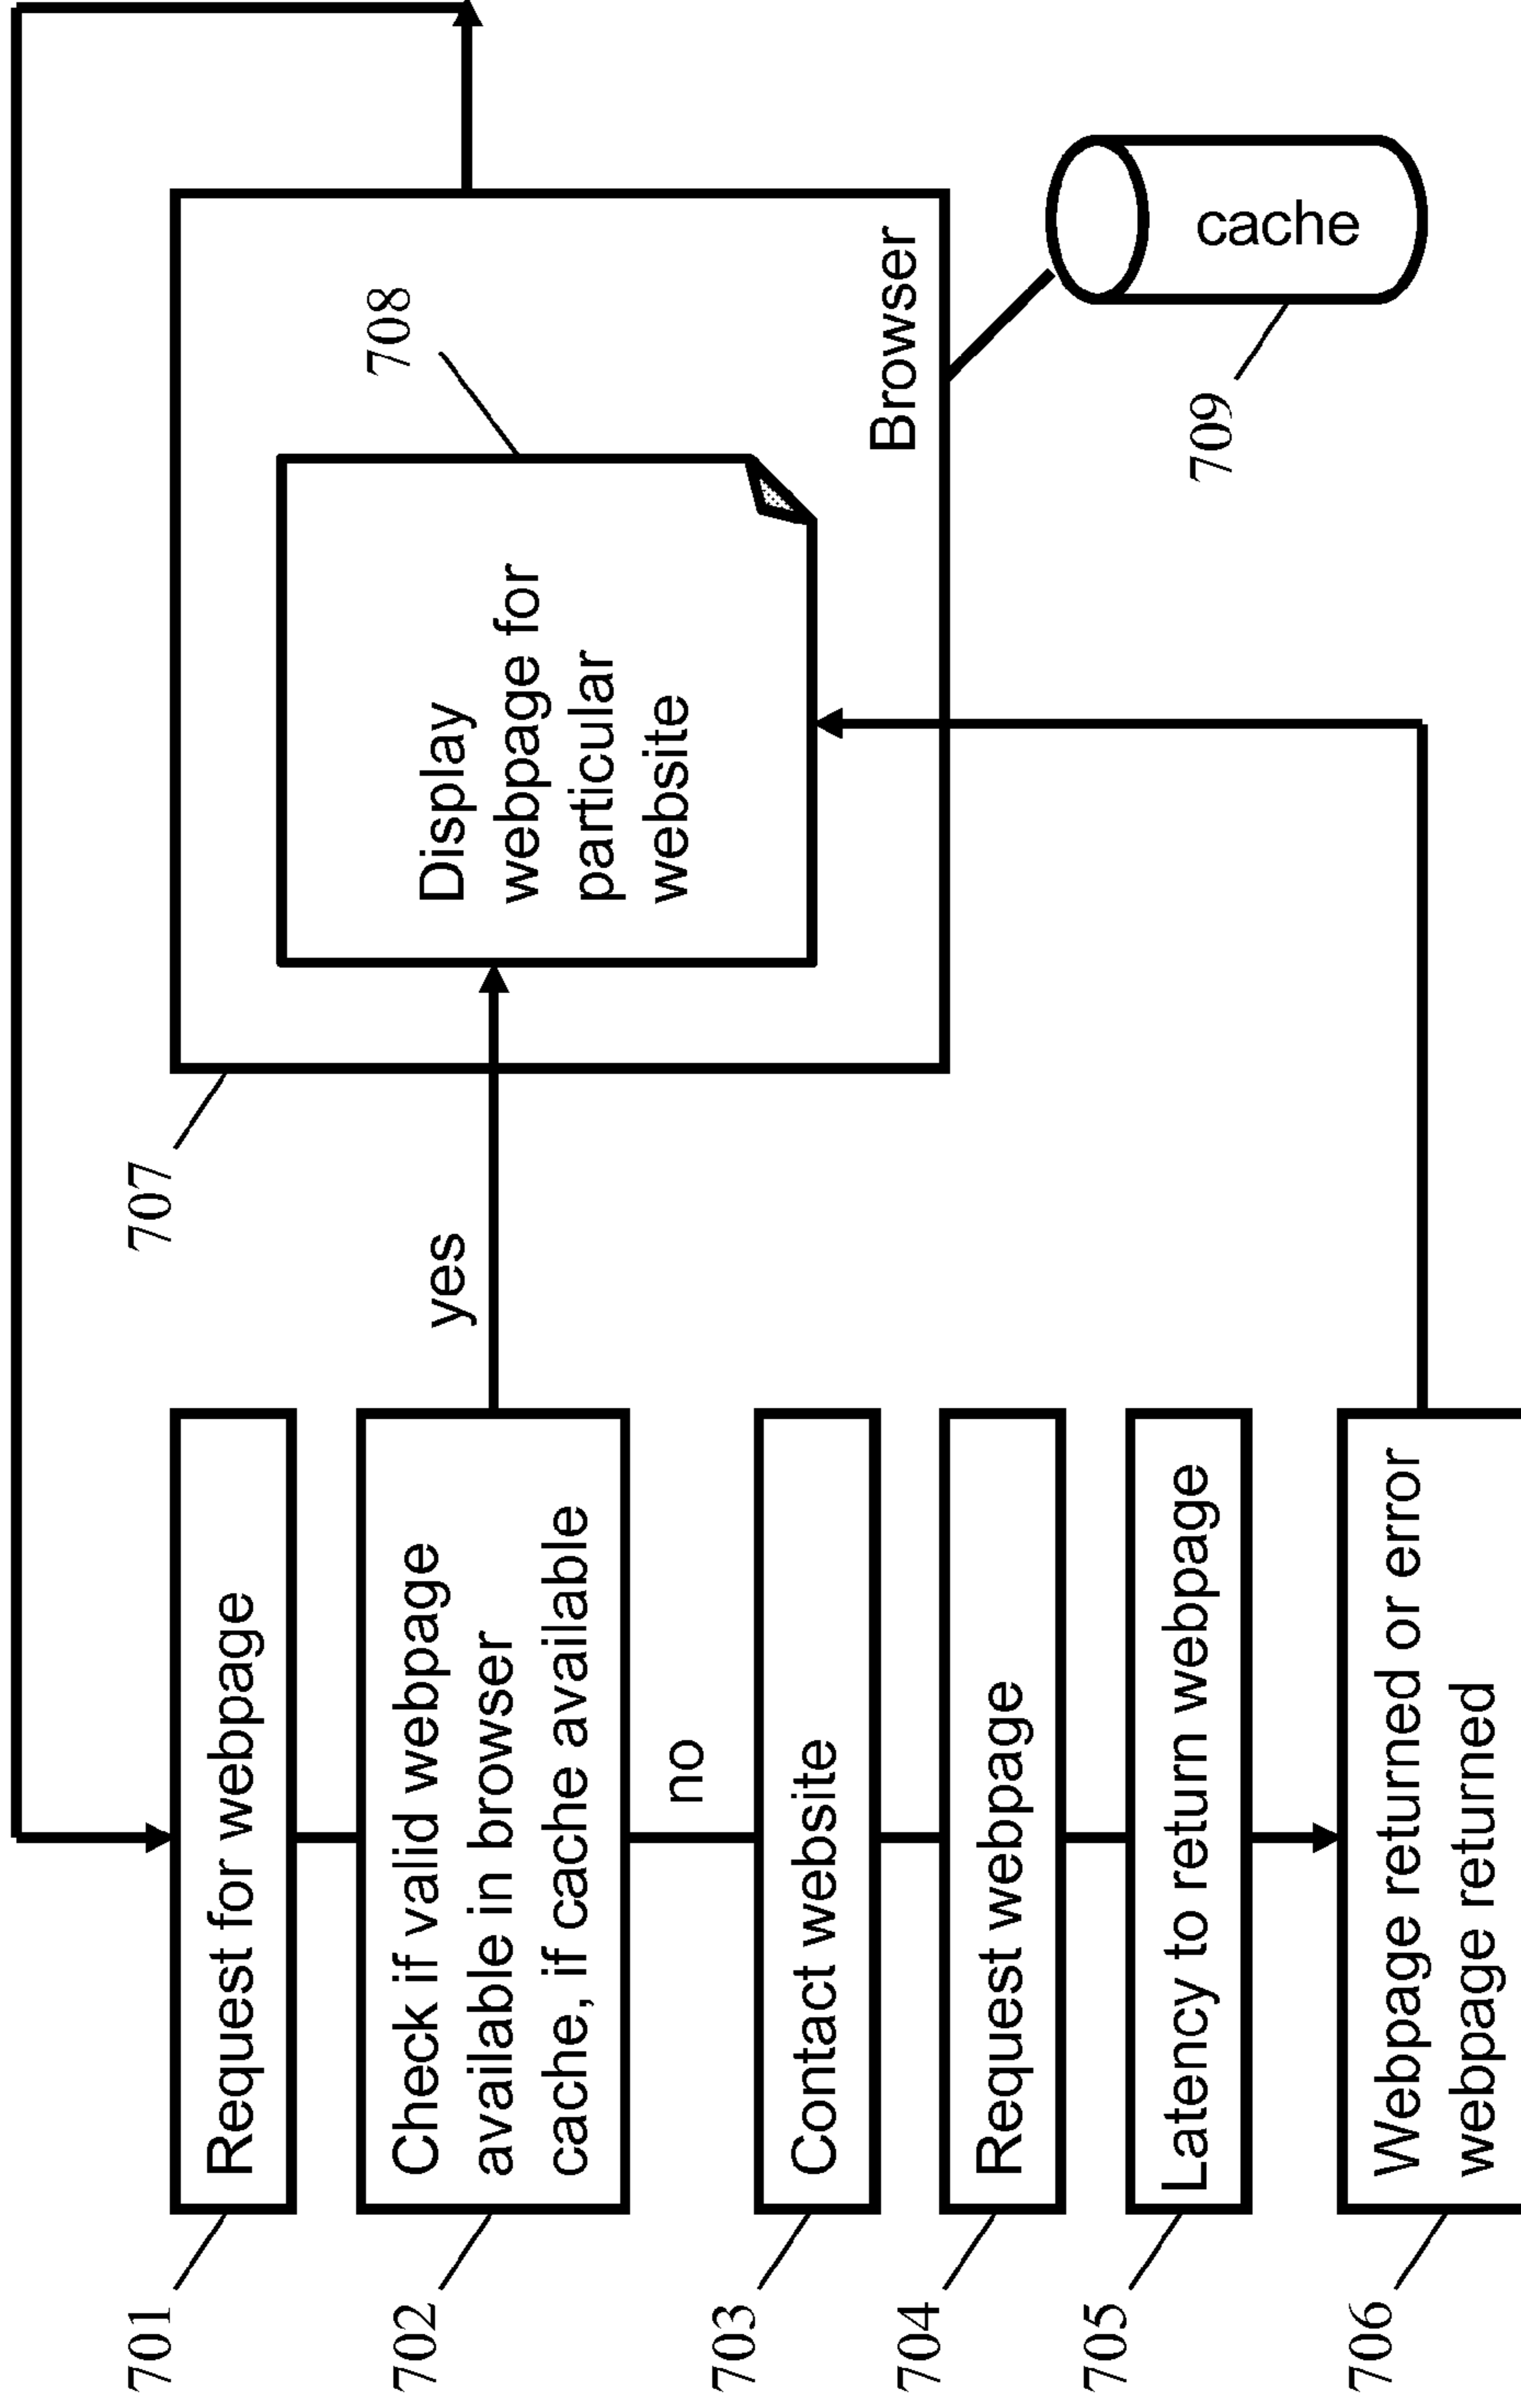 701
Request for webpage
702
Check if valid webpage
available in browser
cache, if cache available
yes
no
703
Contact website
704
Request webpage
705
Latency to return webpage
706
Webpage returned or error
webpage returned
707
708
Display
webpage for
particular
website
Browser
709
cache